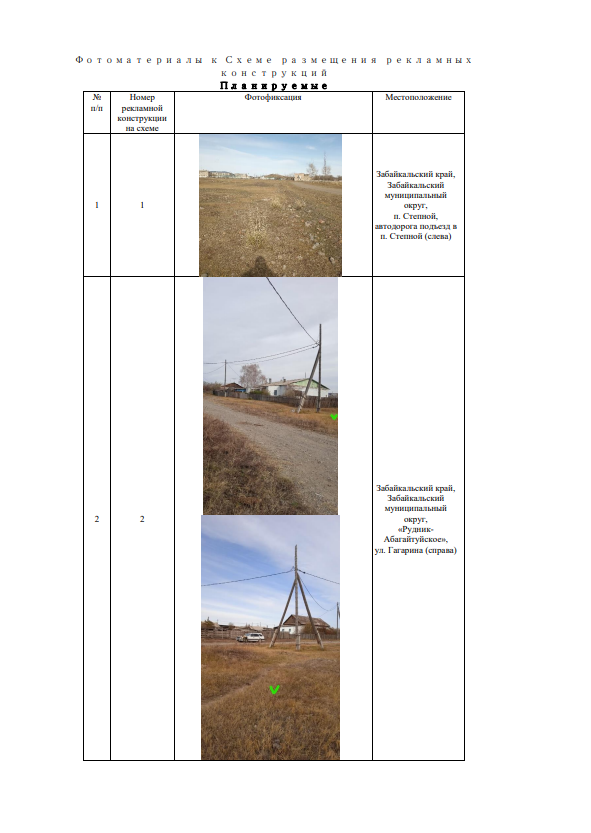 Фотоматериалы к Схеме размещения рекламных
конструкций
Планируемые
№
п/п
Номер
рекламной
конструкции
на схеме
Фотофиксация
Местоположение
1
1
Забайкальский край,
Забайкальский
муниципальный
округ,
п. Степной,
автодорога подъезд в
п. Степной (слева)
2
2
Забайкальский край,
Забайкальский
муниципальный
округ,
«Рудник-
Абагайтуйское»,
ул. Гагарина (справа)